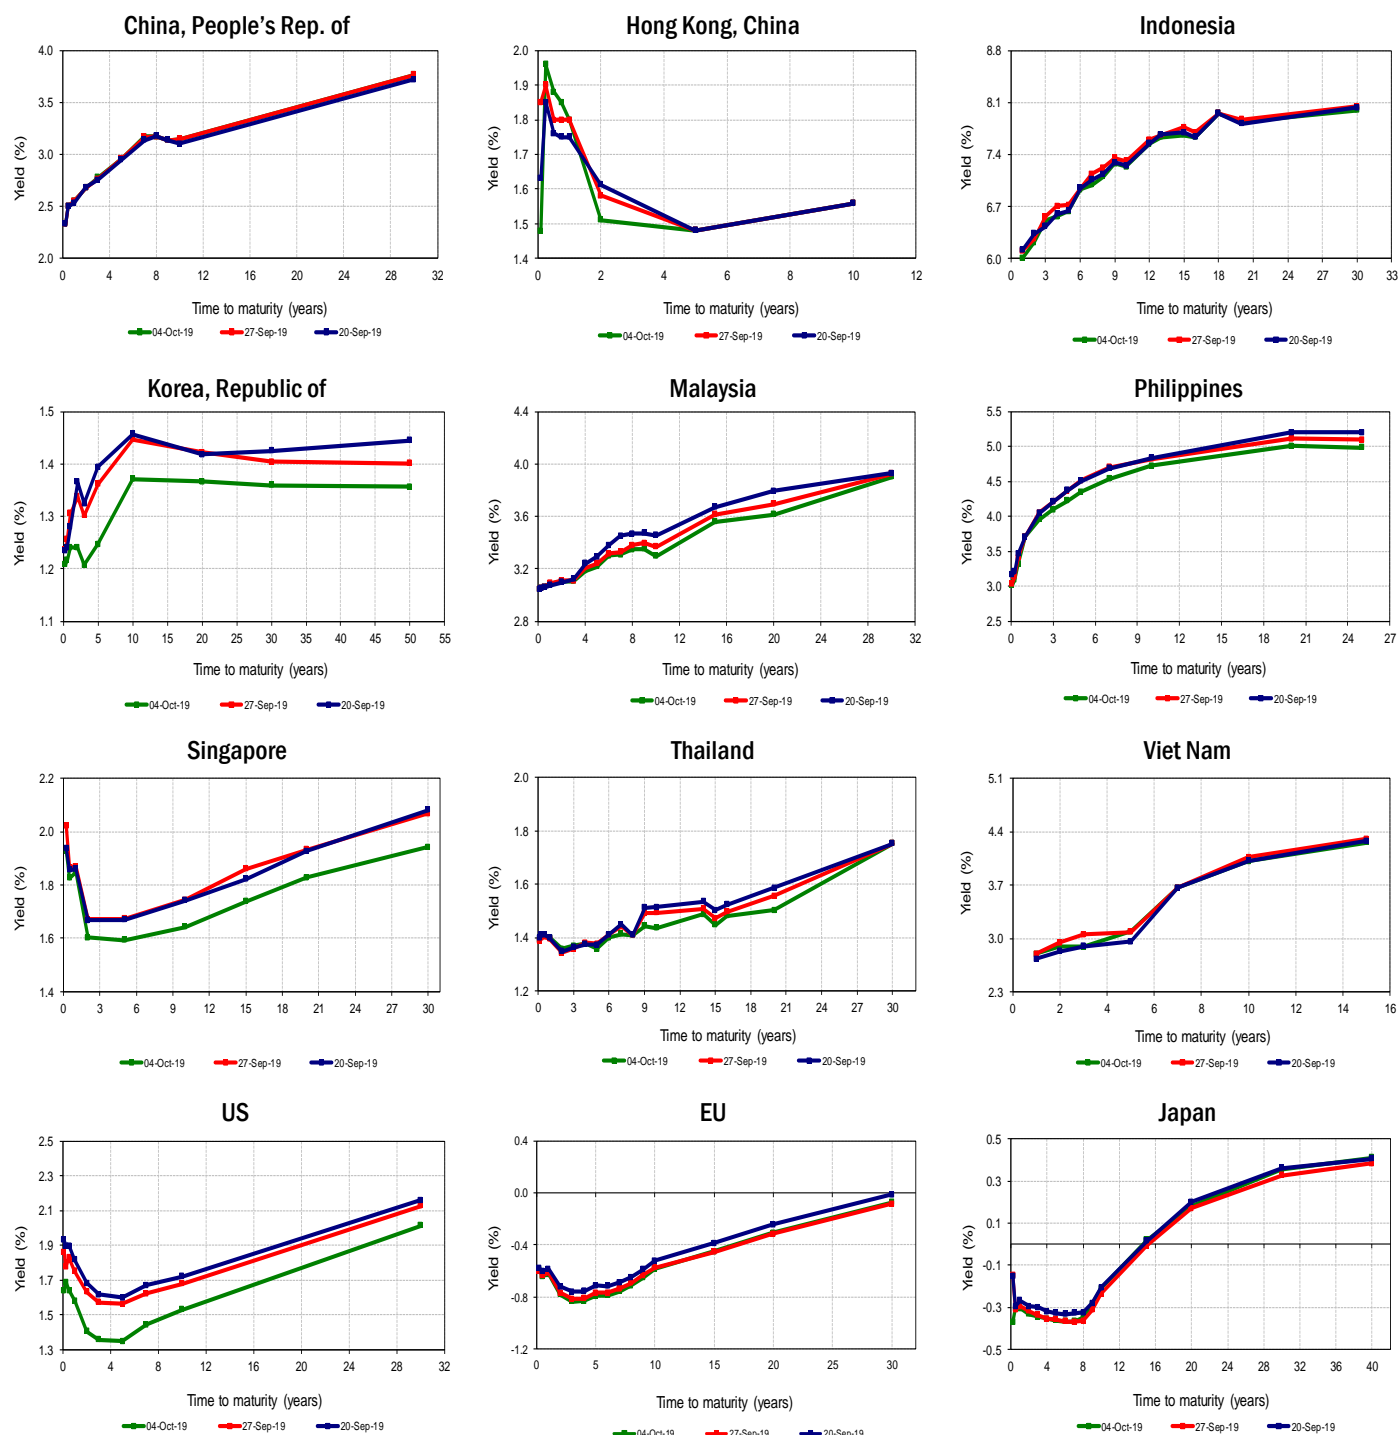 China, People's Rep. of
Yield (%)
4.0
3.5
3.0
2.5
2.0
0 4 8 12 16 20 24 28 32
Time to maturity (years)
04-Oct-19 27-Sep-19 20-Sep-19
Hong Kong, China
Yield (%)
2.0
1.9
1.8
1.7
1.6
1.5
1.4
0 2 4 6 8 10 12
Time to maturity (years)
04-Oct-19 27-Sep-19 20-Sep-19
Indonesia
Yield (%)
8.8
8.1
7.4
6.7
6.0
0 3 6 9 12 15 18 21 24 27 30 33
Time to maturity (years)
04-Oct-19 27-Sep-19 20-Sep-19
Korea, Republic of
Yield (%)
1.5
1.4
1.3
1.2
1.1
0 5 10 15 20 25 30 35 40 45 50 55
Time to maturity (years)
04-Oct-19 27-Sep-19 20-Sep-19
Malaysia
Yield (%)
4.4
4.0
3.6
3.2
2.8
0 4 8 12 16 20 24 28 32
Time to maturity (years)
04-Oct-19 27-Sep-19 20-Sep-19
Philippines
Yield (%)
5.5
5.0
4.5
4.0
3.5
3.0
2.5
0 3 6 9 12 15 18 21 24 27
Time to maturity (years)
04-Oct-19 27-Sep-19 20-Sep-19
Singapore
Yield (%)
2.2
2.0
1.8
1.6
1.4
0 3 6 9 12 15 18 21 24 27 30
Time to maturity (years)
04-Oct-19 27-Sep-19 20-Sep-19
Thailand
Yield (%)
2.0
1.8
1.6
1.4
1.2
0 3 6 9 12 15 18 21 24 27 30
Time to maturity (years)
04-Oct-19 27-Sep-19 20-Sep-19
Viet Nam
Yield (%)
5.1
4.4
3.7
3.0
2.3
0 2 4 6 8 10 12 14 16
Time to maturity (years)
04-Oct-19 27-Sep-19 20-Sep-19
US
Yield (%)
2.5
2.3
2.1
1.9
1.7
1.5
1.3
0 4 8 12 16 20 24 28 32
Time to maturity (years)
04-Oct-19 27-Sep-19 20-Sep-19
EU
Yield (%)
0.4
0.0
-0.4
-0.8
-1.2
0 5 10 15 20 25 30
Time to maturity (years)
04-Oct-19 27-Sep-19 20-Sep-19
Japan
Yield (%)
0.5
0.3
0.1
-0.1
-0.3
-0.5
0 4 8 12 16 20 24 28 32 36 40
Time to maturity (years)
04-Oct-19 27-Sep-19 20-Sep-19